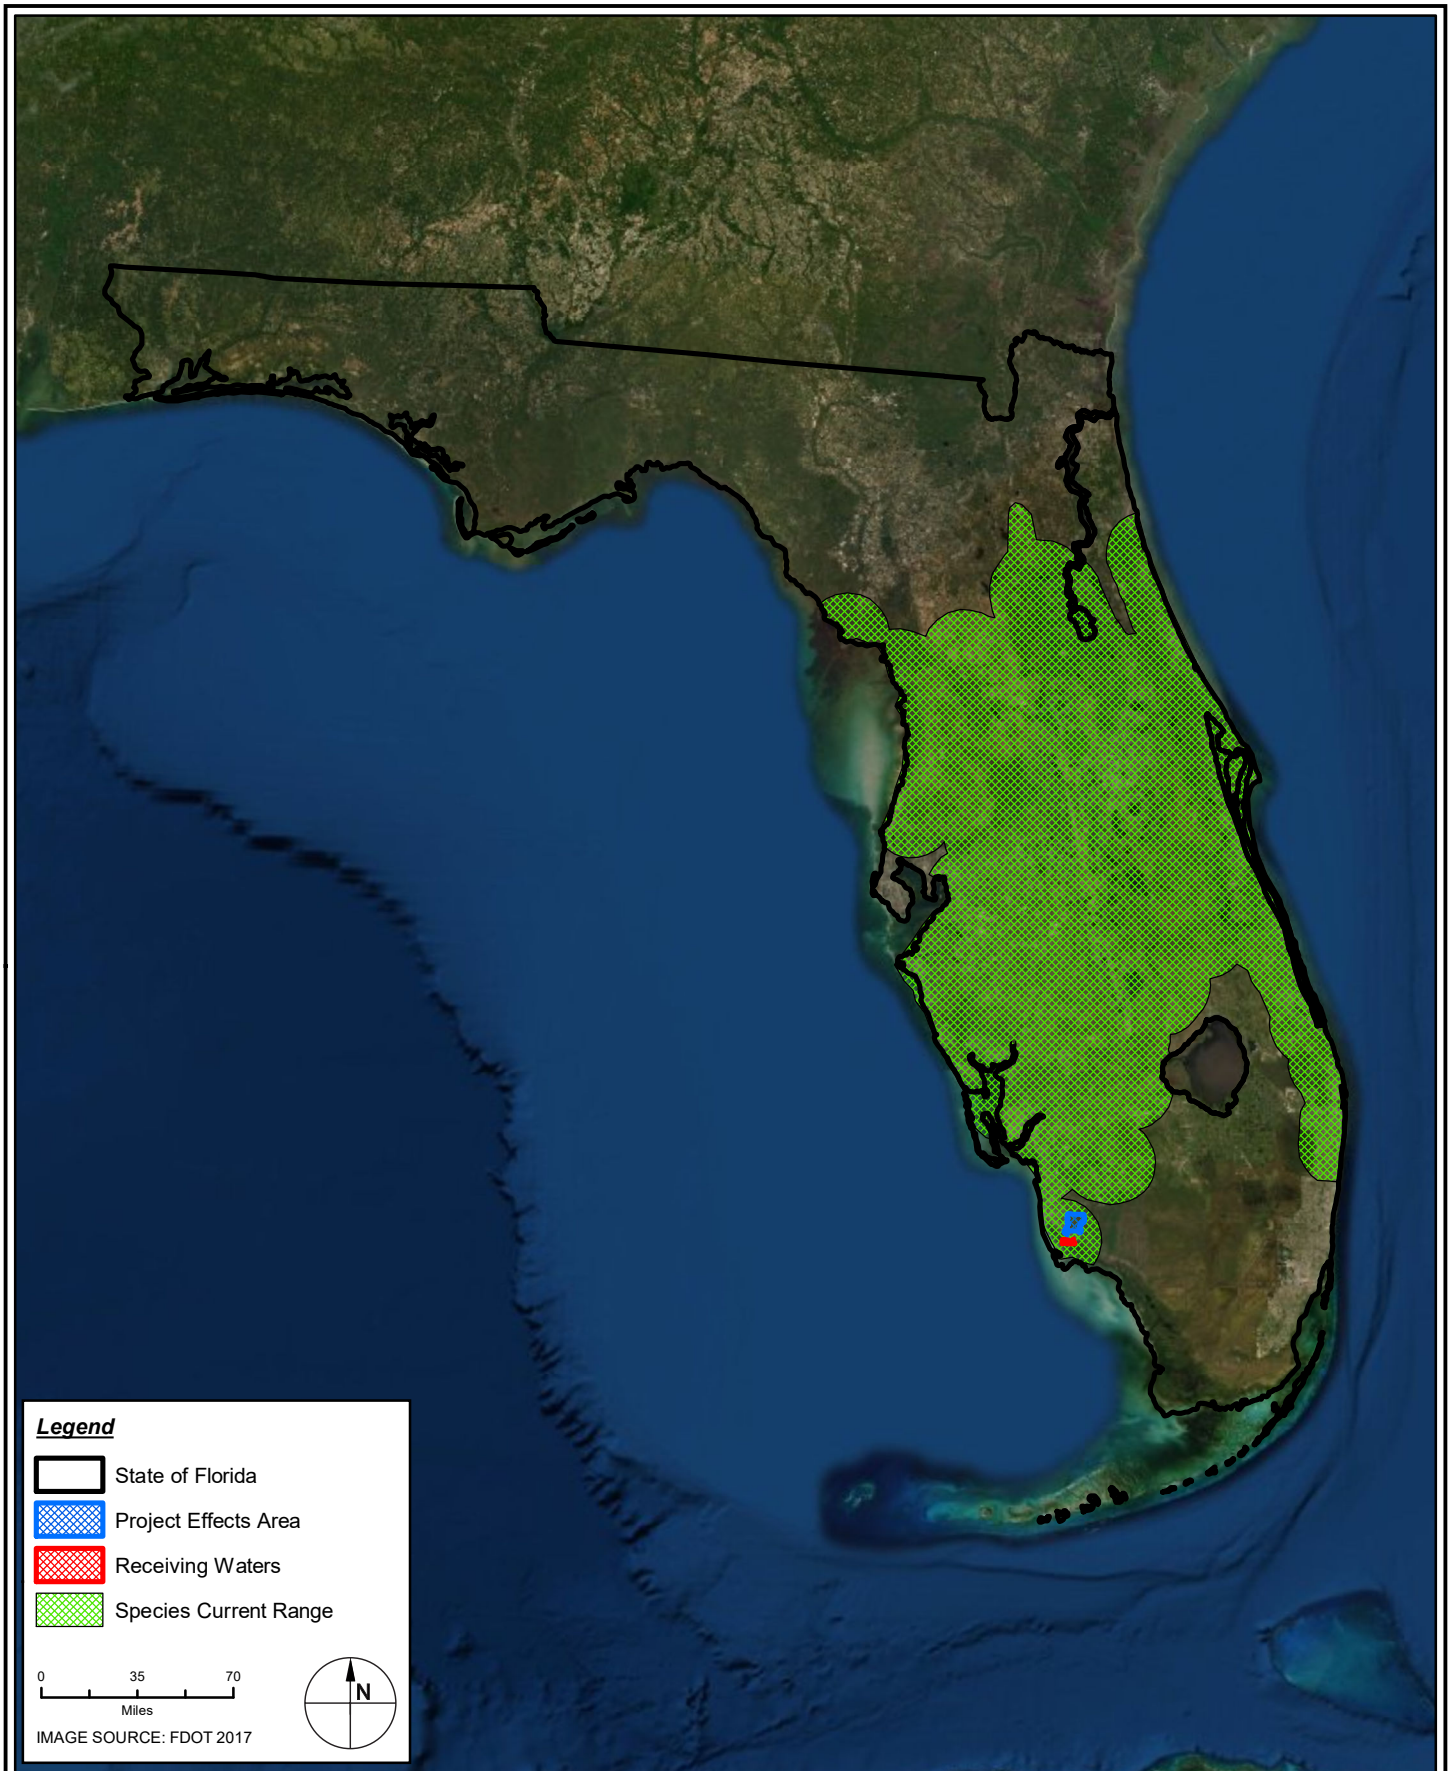 Legend
State of Florida
Project Effects Area
Receiving Waters
Species Current Range
0 35 70
Miles
N
IMAGE SOURCE: FDOT 2017